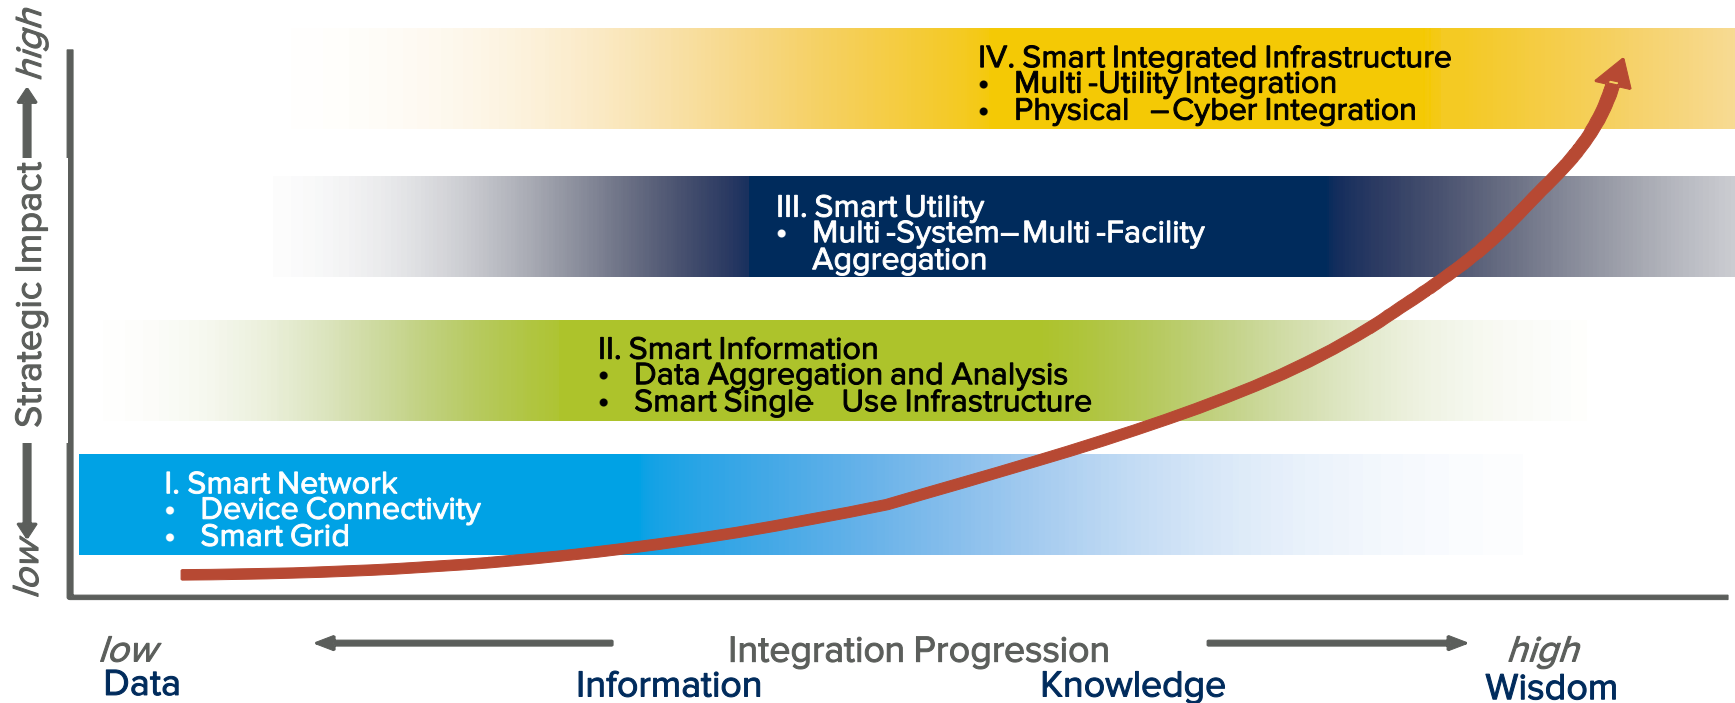 high
Strategic Impact
low
IV. Smart Integrated Infrastructure
• Multi -Utility Integration
• Physical –Cyber Integration
III. Smart Utility
• Multi -System– Multi -Facility
Aggregation
II. Smart Information
• Data Aggregation and Analysis
• Smart Single Use Infrastructure
I. Smart Network
• Device Connectivity
• Smart Grid
low
Integration Progression
high
Data
Information
Knowledge
Wisdom